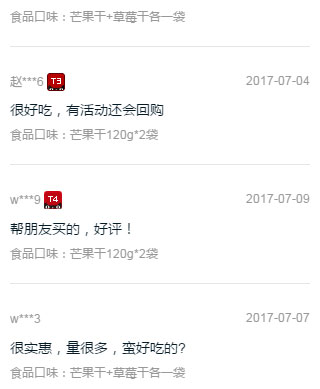 食品口味：芒果干+草莓干各一袋
赵***6 T3 2017-07-04
很好吃，有活动还会回购
食品口味：芒果干120g*2袋
w***9 T4 2017-07-09
帮朋友买的，好评！
食品口味：芒果干120g*2袋
w***3 2017-07-07
很实惠，量很多，蛮好吃的?
食品口味：芒果干+草莓干各一袋